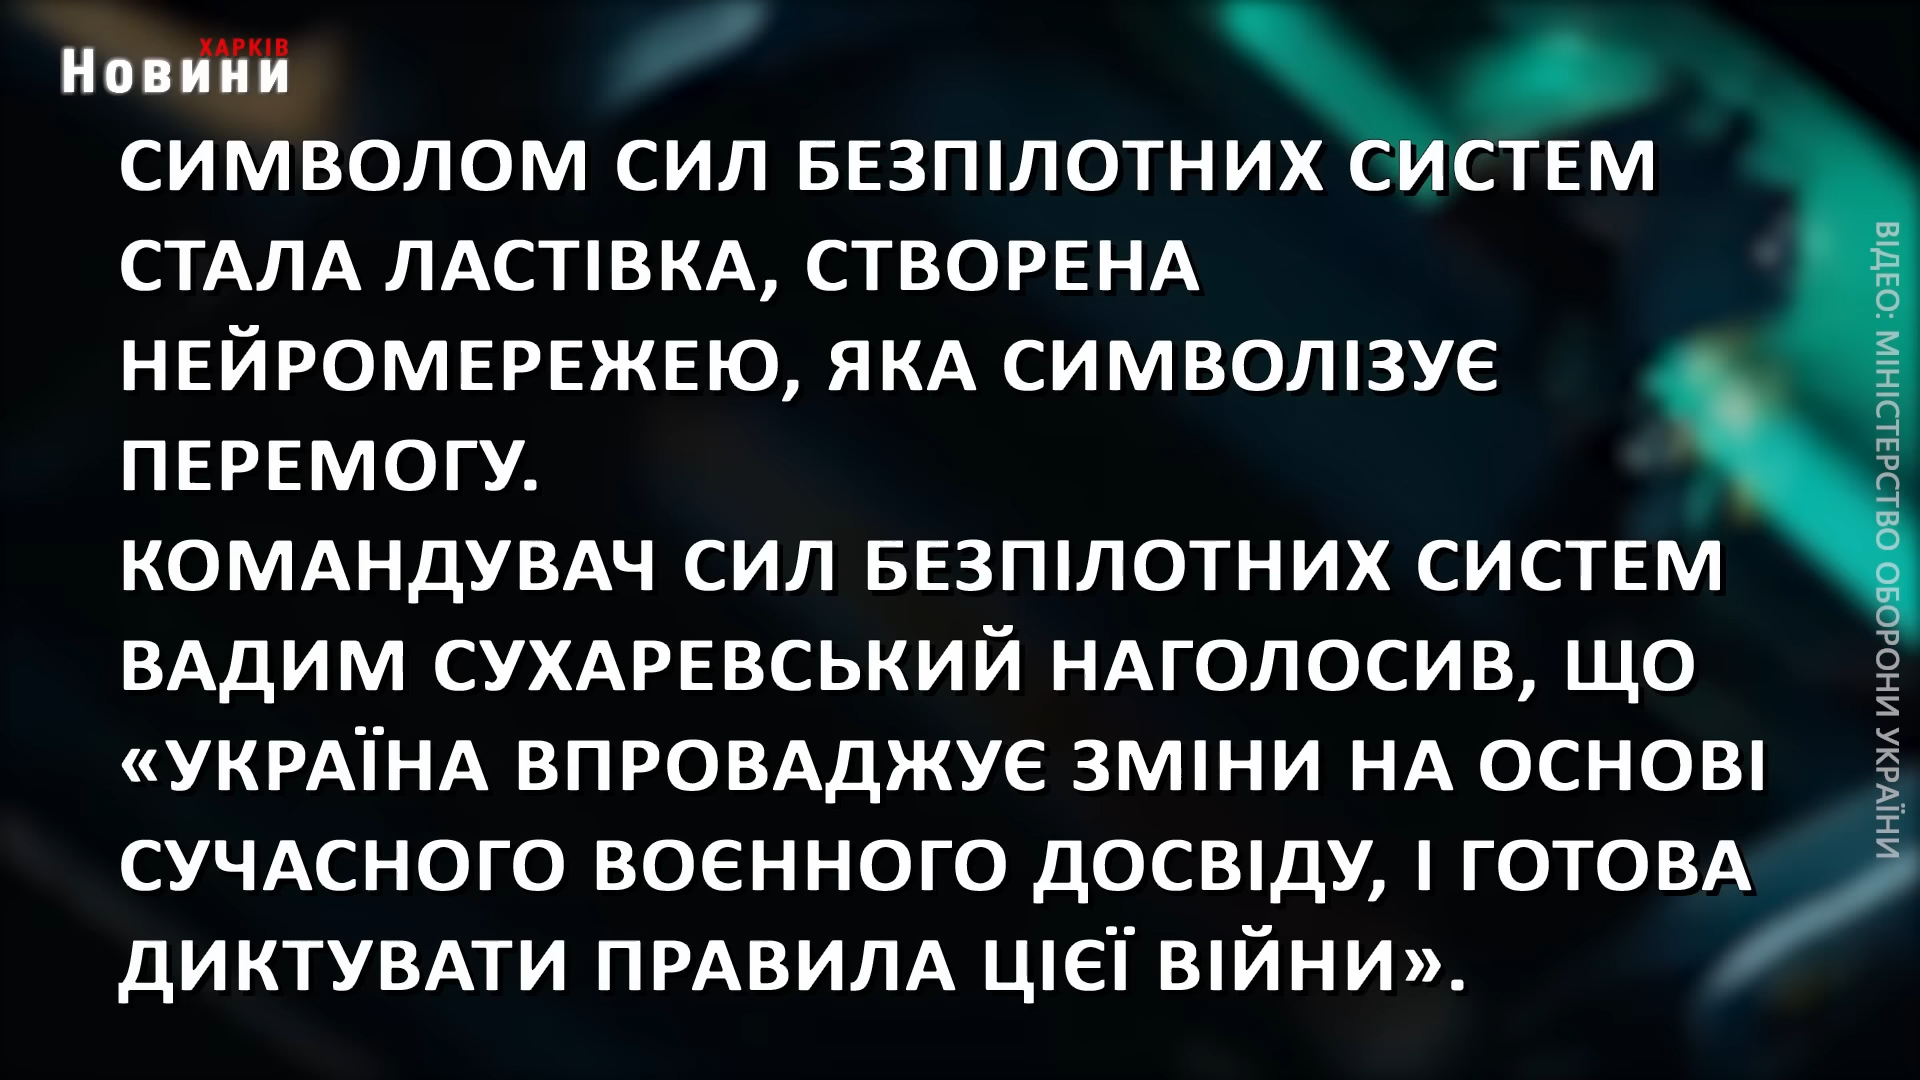 ХАРКІВ
Новини
СИМВОЛОМ СИЛ БЕЗПІЛОТНИХ СИСТЕМ
СТАЛА ЛАСТІВКА, СТВОРЕНА
НЕЙРОМЕРЕЖЕЮ, ЯКА СИМВОЛІЗУЄ
ПЕРЕМОГУ.
КОМАНДУВАЧ СИЛ БЕЗПІЛОТНИХ СИСТЕМ
ВАДИМ СУХАРЕВСЬКИЙ НАГОЛОСИВ, ЩО
«УКРАЇНА ВПРОВАДЖУЄ ЗМІНИ НА ОСНОВІ
СУЧАСНОГО ВОЄННОГО ДОСВІДУ, І ГОТОВА
ДИКТУВАТИ ПРАВИЛА ЦІЄЇ ВІЙНИ».
ВІДЕО: МІНІСТЕРСТВО ОБОРОНИ УКРАЇНИ